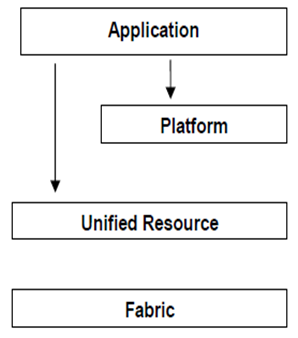 Application
Platform
Unified Resource
Fabric